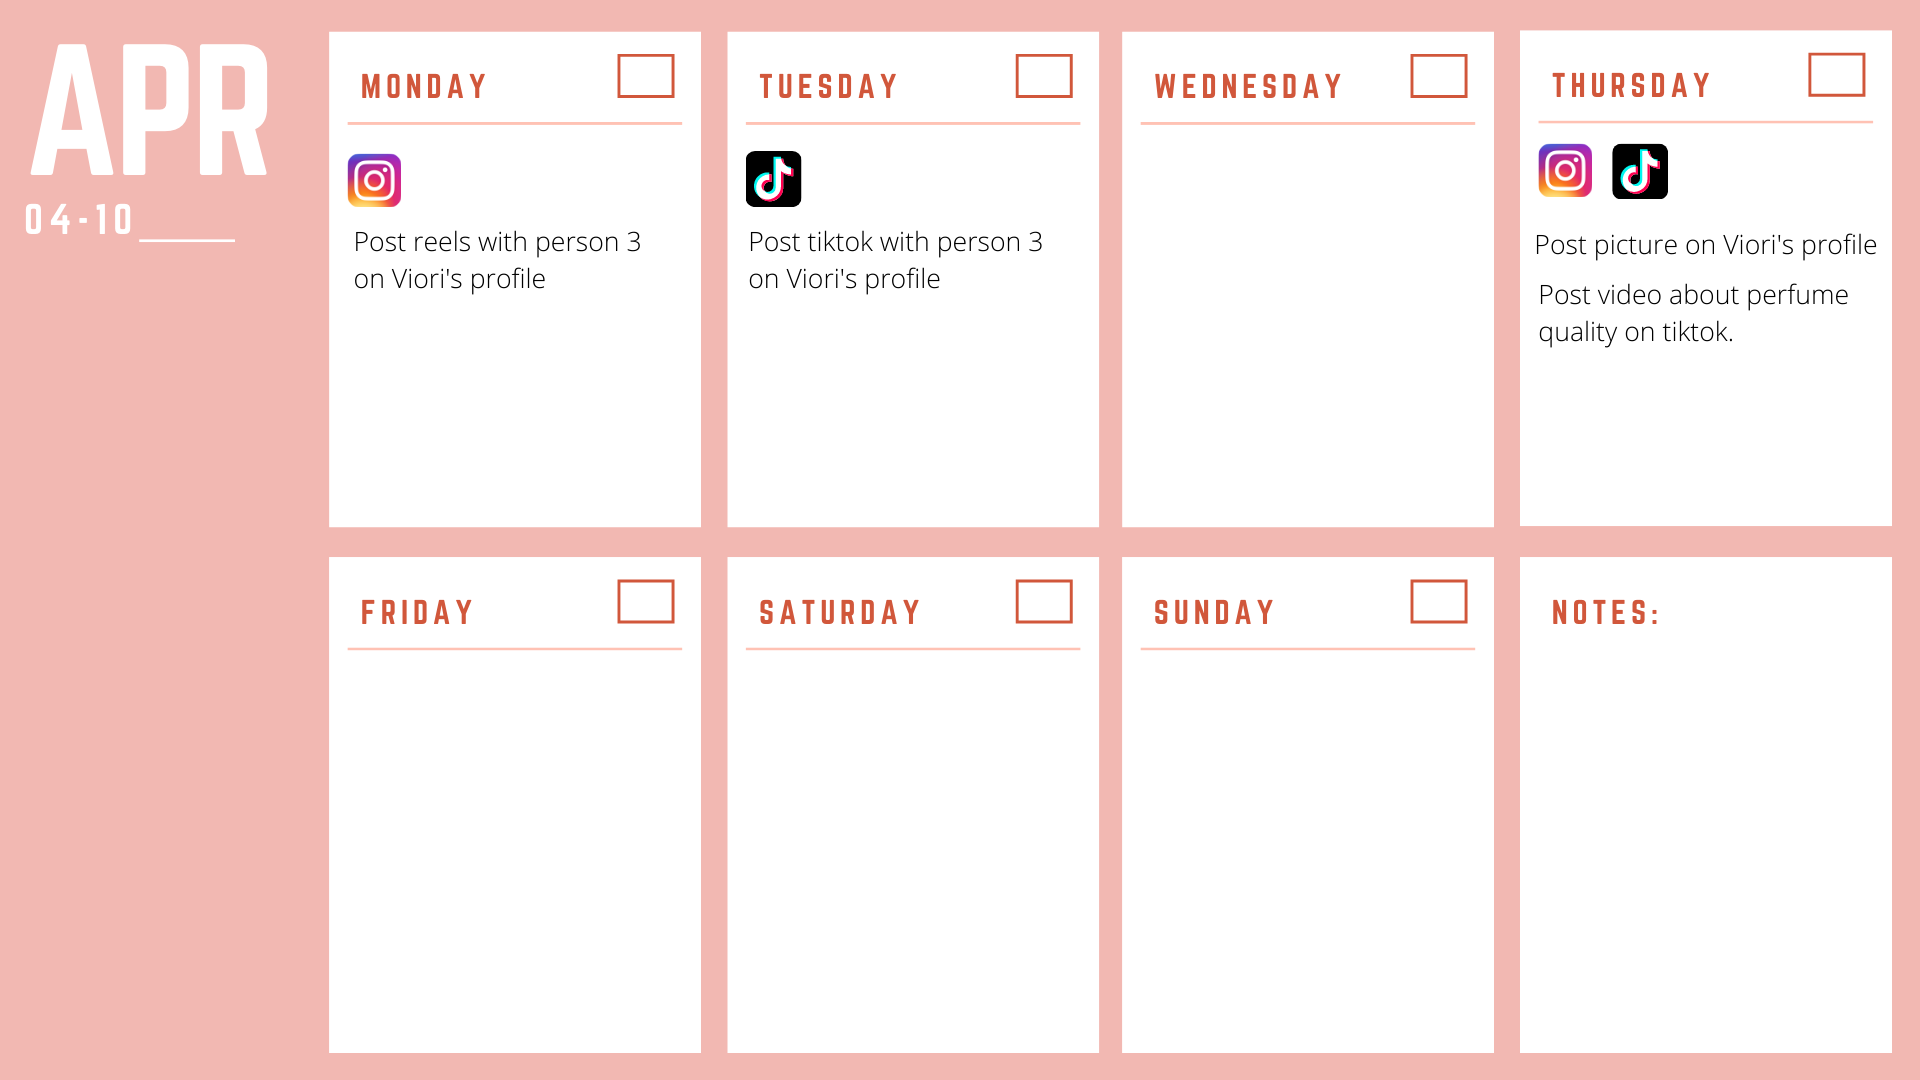 APR
04-10
MONDAY
Post reels with person 3
on Viori's profile
TUESDAY
Post tiktok with person 3
on Viori's profile
WEDNESDAY
THURSDAY
Post picture on Viori's profile
Post video about perfume
quality on tiktok.
FRIDAY
SATURDAY
SUNDAY
NOTES: